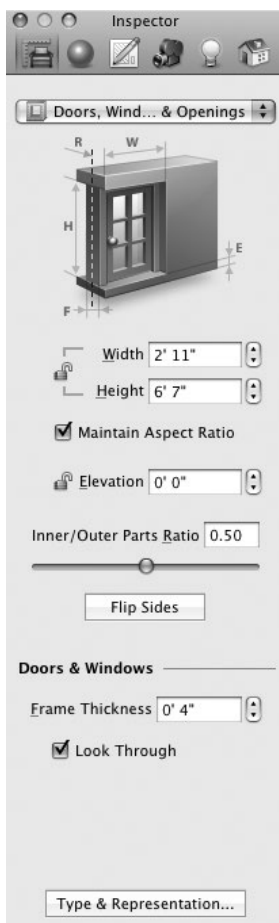 Inspector
Doors, Wind... & Openings
R W
H
E
F
Width 2' 11"
Height 6' 7"
Maintain Aspect Ratio
Elevation 0' 0"
Inner/Outer Parts Ratio 0.50
Flip Sides
Doors & Windows
Frame Thickness 0' 4"
Look Through
Type & Representation...